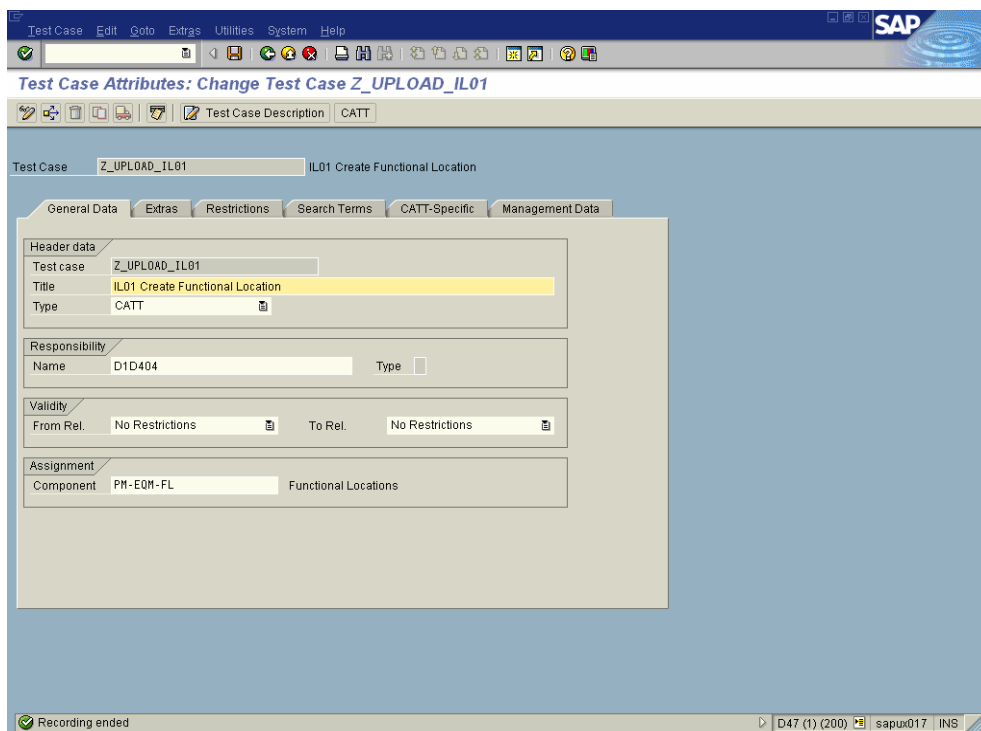 Test Case Edit Goto Extras Utilities System Help
SAP
Test Case Attributes: Change Test Case Z_UPLOAD_IL01
Test Case Description CATT
Test Case Z_UPLOAD_IL01 IL01 Create Functional Location
General Data Extras Restrictions Search Terms CATT-Specific Management Data
Header data
Test case Z_UPLOAD_IL01
Title IL01 Create Functional Location
Type CATT
Responsibility
Name D1D404 Type
Validity
From Rel. No Restrictions To Rel. No Restrictions
Assignment
Component PM-EQM-FL Functional Locations
Recording ended D47 (1) (200) sapux017 INS